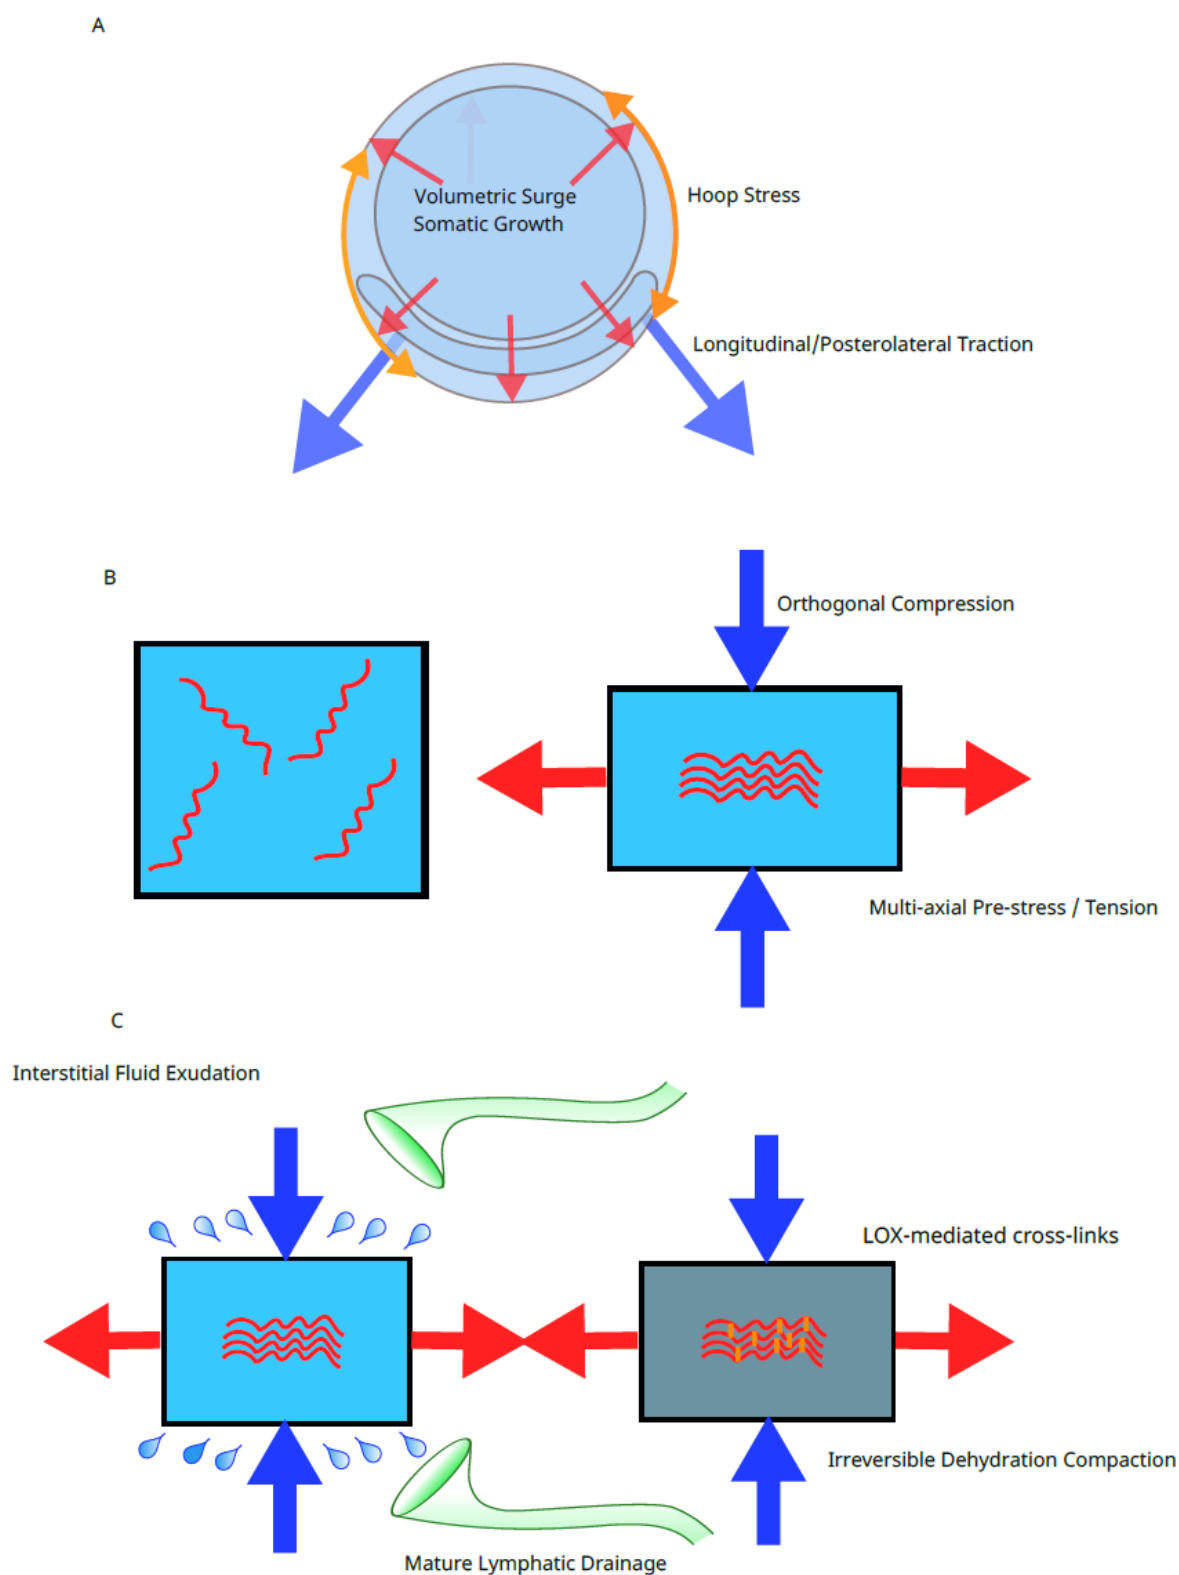 A
Volumetric Surge
Somatic Growth
Hoop Stress
Longitudinal/Posterolateral Traction
B
Orthogonal Compression
Multi-axial Pre-stress / Tension
C
Interstitial Fluid Exudation
LOX-mediated cross-links
Irreversible Dehydration Compaction
Mature Lymphatic Drainage